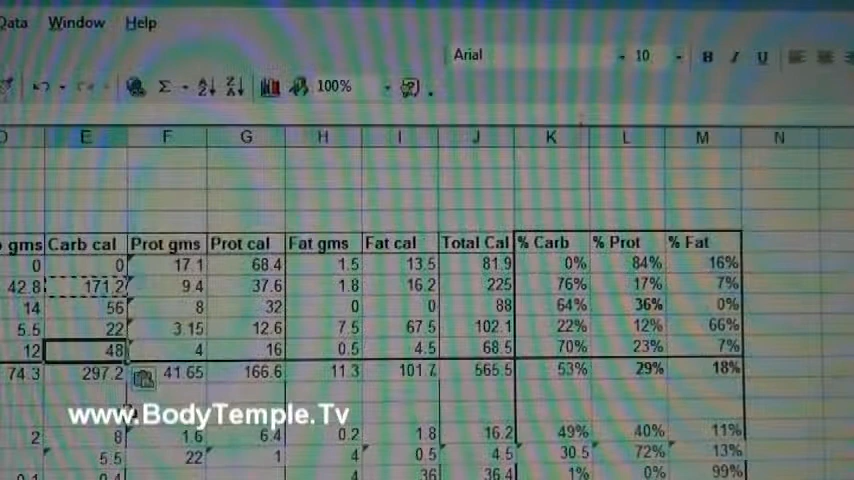 Data Window Help
Arial 10 B I U
Σ 100%
E F G H I J K L M N
gms Carb cal Prot gms Prot cal Fat gms Fat cal Total Cal % Carb % Prot % Fat
0 0 17.1 68.4 1.5 13.5 81.9 0% 84% 16%
42.8 171.2 9.4 37.6 1.8 16.2 225 76% 17% 7%
14 56 8 32 0 0 88 64% 36% 0%
5.5 22 3.15 12.6 7.5 67.5 102.1 22% 12% 66%
12 48 4 16 0.5 4.5 68.5 70% 23% 7%
74.3 297.2 41.65 166.6 11.3 101.7 565.5 53% 29% 18%
www.BodyTemple.Tv
2 8 1.6 6.4 0.2 1.8 16.2 49% 40% 11%
5.5 22 1 4 0.5 4.5 30.5 72% 13%
4 36 36.4 1% 0% 99%